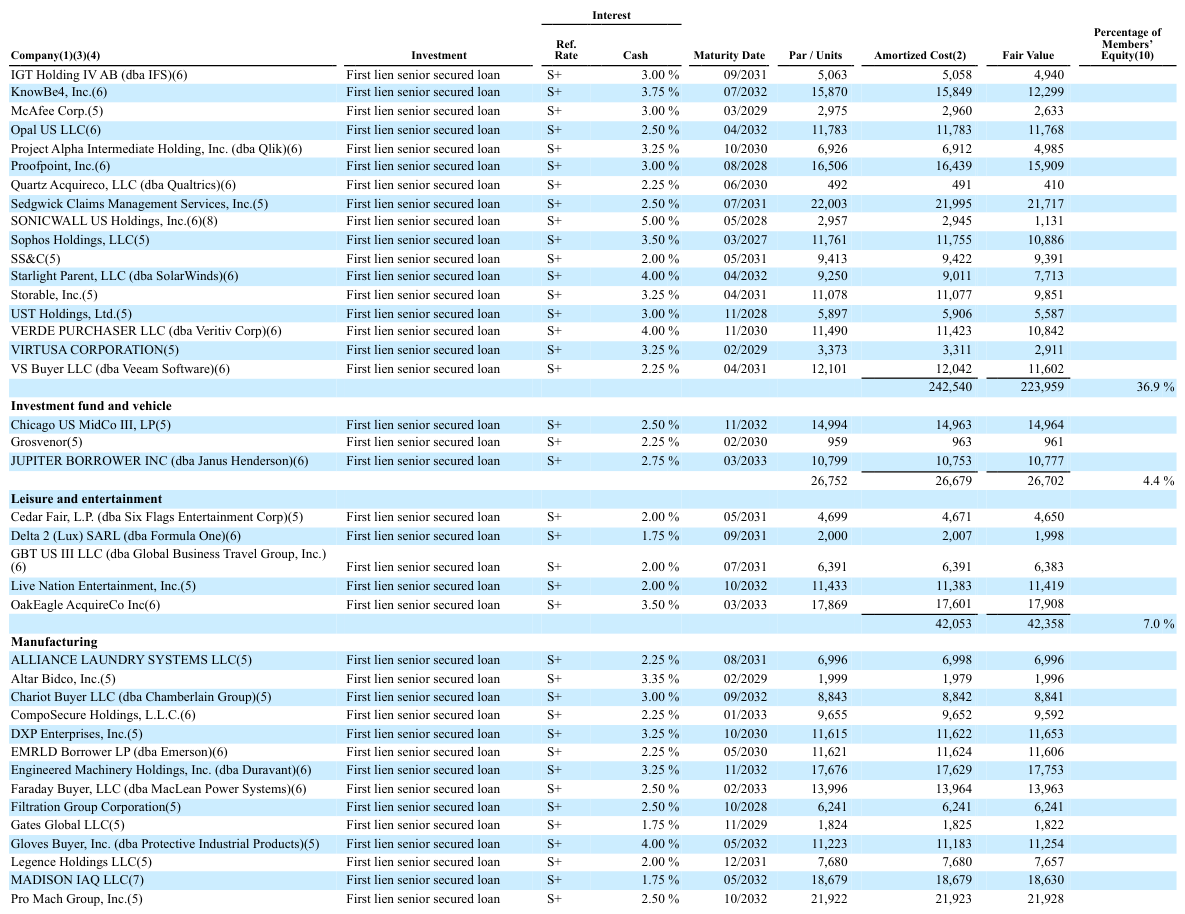 Interest
Company(1)(3)(4) Investment Ref. Rate Cash Maturity Date Par / Units Amortized Cost(2) Fair Value Percentage of Members' Equity(10)
IGT Holding IV AB (dba IFS)(6) First lien senior secured loan S+ 3.00 % 09/2031 5,063 5,058 4,940
KnowBe4, Inc.(6) First lien senior secured loan S+ 3.75 % 07/2032 15,870 15,849 12,299
McAfee Corp.(5) First lien senior secured loan S+ 3.00 % 03/2029 2,975 2,960 2,633
Opal US LLC(6) First lien senior secured loan S+ 2.50 % 04/2032 11,783 11,783 11,768
Project Alpha Intermediate Holding, Inc. (dba Qlik)(6) First lien senior secured loan S+ 3.25 % 10/2030 6,926 6,912 4,985
Proofpoint, Inc.(6) First lien senior secured loan S+ 3.00 % 08/2028 16,506 16,439 15,909
Quartz Acquireco, LLC (dba Qualtrics)(6) First lien senior secured loan S+ 2.25 % 06/2030 492 491 410
Sedgwick Claims Management Services, Inc.(5) First lien senior secured loan S+ 2.50 % 07/2031 22,003 21,995 21,717
SONICWALL US Holdings, Inc.(6)(8) First lien senior secured loan S+ 5.00 % 05/2028 2,957 2,945 1,131
Sophos Holdings, LLC(5) First lien senior secured loan S+ 3.50 % 03/2027 11,761 11,755 10,886
SS&C(5) First lien senior secured loan S+ 2.00 % 05/2031 9,413 9,422 9,391
Starlight Parent, LLC (dba SolarWinds)(6) First lien senior secured loan S+ 4.00 % 04/2032 9,250 9,011 7,713
Storable, Inc.(5) First lien senior secured loan S+ 3.25 % 04/2031 11,078 11,077 9,851
UST Holdings, Ltd.(5) First lien senior secured loan S+ 3.00 % 11/2028 5,897 5,906 5,587
VERDE PURCHASER LLC (dba Veritiv Corp)(6) First lien senior secured loan S+ 4.00 % 11/2030 11,490 11,423 10,842
VIRTUSA CORPORATION(5) First lien senior secured loan S+ 3.25 % 02/2029 3,373 3,311 2,911
VS Buyer LLC (dba Veeam Software)(6) First lien senior secured loan S+ 2.25 % 04/2031 12,101 12,042 11,602
242,540 223,959 36.9 %
Investment fund and vehicle
Chicago US MidCo III, LP(5) First lien senior secured loan S+ 2.50 % 11/2032 14,994 14,963 14,964
Grosvenor(5) First lien senior secured loan S+ 2.25 % 02/2030 959 963 961
JUPITER BORROWER INC (dba Janus Henderson)(6) First lien senior secured loan S+ 2.75 % 03/2033 10,799 10,753 10,777
26,752 26,679 26,702 4.4 %
Leisure and entertainment
Cedar Fair, L.P. (dba Six Flags Entertainment Corp)(5) First lien senior secured loan S+ 2.00 % 05/2031 4,699 4,671 4,650
Delta 2 (Lux) SARL (dba Formula One)(6) First lien senior secured loan S+ 1.75 % 09/2031 2,000 2,007 1,998
GBT US III LLC (dba Global Business Travel Group, Inc.)
(6) First lien senior secured loan S+ 2.00 % 07/2031 6,391 6,391 6,383
Live Nation Entertainment, Inc.(5) First lien senior secured loan S+ 2.00 % 10/2032 11,433 11,383 11,419
OakEagle AcquireCo Inc(6) First lien senior secured loan S+ 3.50 % 03/2033 17,869 17,601 17,908
42,053 42,358 7.0 %
Manufacturing
ALLIANCE LAUNDRY SYSTEMS LLC(5) First lien senior secured loan S+ 2.25 % 08/2031 6,996 6,998 6,996
Altar Bidco, Inc.(5) First lien senior secured loan S+ 3.35 % 02/2029 1,999 1,979 1,996
Chariot Buyer LLC (dba Chamberlain Group)(5) First lien senior secured loan S+ 3.00 % 09/2032 8,843 8,842 8,841
CompoSecure Holdings, L.L.C.(6) First lien senior secured loan S+ 2.25 % 01/2033 9,655 9,652 9,592
DXP Enterprises, Inc.(5) First lien senior secured loan S+ 3.25 % 10/2030 11,615 11,622 11,653
EMRLD Borrower LP (dba Emerson)(6) First lien senior secured loan S+ 2.25 % 05/2030 11,621 11,624 11,606
Engineered Machinery Holdings, Inc. (dba Duravant)(6) First lien senior secured loan S+ 3.25 % 11/2032 17,676 17,629 17,753
Faraday Buyer, LLC (dba MacLean Power Systems)(6) First lien senior secured loan S+ 2.50 % 02/2033 13,996 13,964 13,963
Filtration Group Corporation(5) First lien senior secured loan S+ 2.50 % 10/2028 6,241 6,241 6,241
Gates Global LLC(5) First lien senior secured loan S+ 1.75 % 11/2029 1,824 1,825 1,822
Gloves Buyer, Inc. (dba Protective Industrial Products)(5) First lien senior secured loan S+ 4.00 % 05/2032 11,223 11,183 11,254
Legence Holdings LLC(5) First lien senior secured loan S+ 2.00 % 12/2031 7,680 7,680 7,657
MADISON IAQ LLC(7) First lien senior secured loan S+ 1.75 % 05/2032 18,679 18,679 18,630
Pro Mach Group, Inc.(5) First lien senior secured loan S+ 2.50 % 10/2032 21,922 21,923 21,928